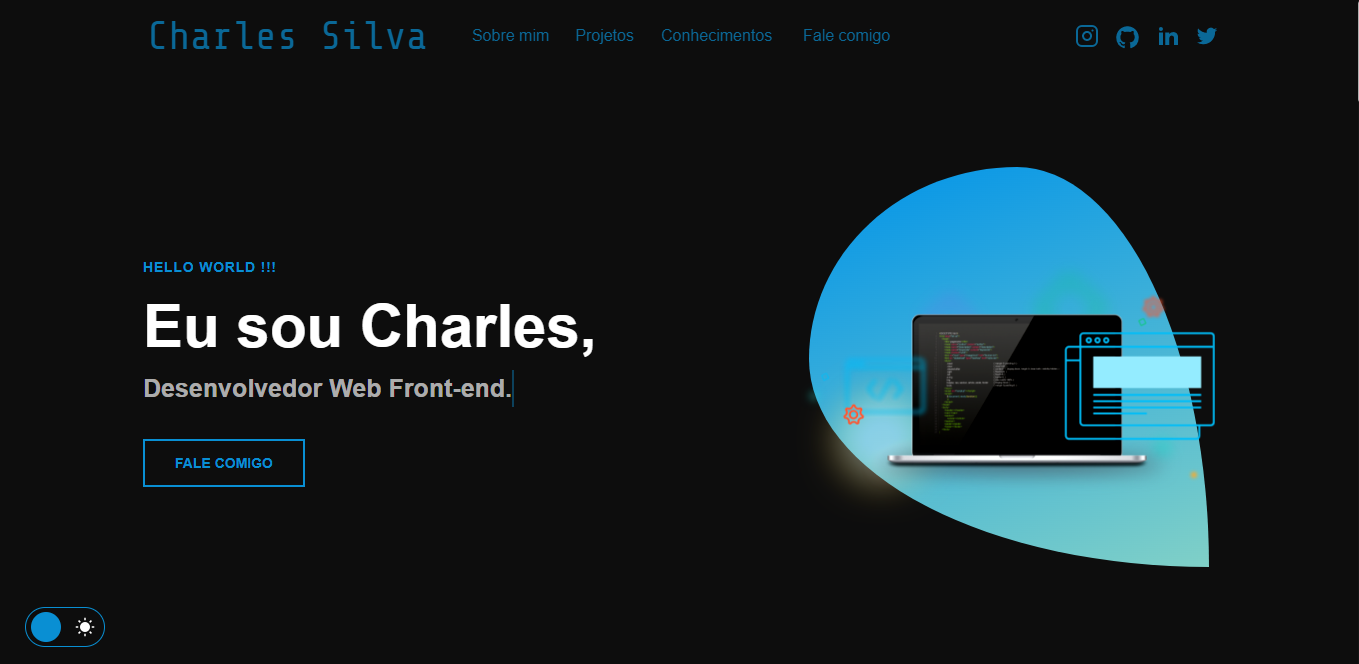 Charles Silva
Sobre mim Projetos Conhecimentos Fale comigo
HELLO WORLD !!!
Eu sou Charles,
Desenvolvedor Web Front-end.
FALE COMIGO